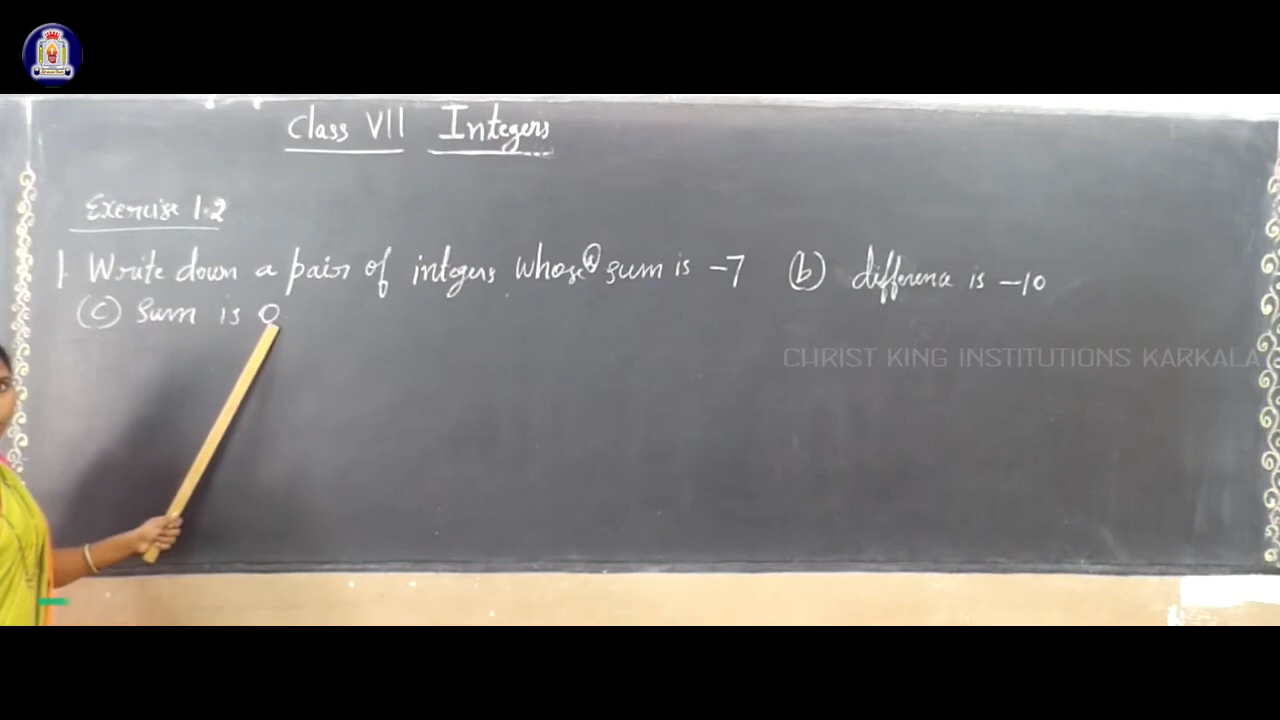 Class VII Integers
Exercise 1.2
1. Write down a pair of integers whose (a) sum is -7 (b) difference is -10
(c) Sum is 0
CHRIST KING INSTITUTIONS KARKALA